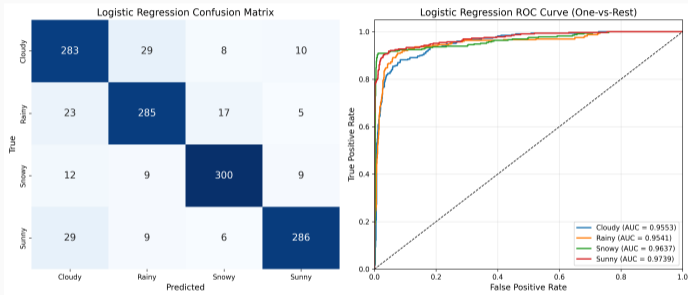 Logistic Regression Confusion Matrix
True
Cloudy
283 29 8 10
Rainy
23 285 17 5
Snowy
12 9 300 9
Sunny
29 9 6 286
Cloudy Rainy Snowy Sunny
Predicted
Logistic Regression ROC Curve (One-vs-Rest)
True Positive Rate
1.0
0.8
0.6
0.4
0.2
0.0
Cloudy (AUC = 0.9553)
Rainy (AUC = 0.9541)
Snowy (AUC = 0.9637)
Sunny (AUC = 0.9739)
0.0 0.2 0.4 0.6 0.8 1.0
False Positive Rate